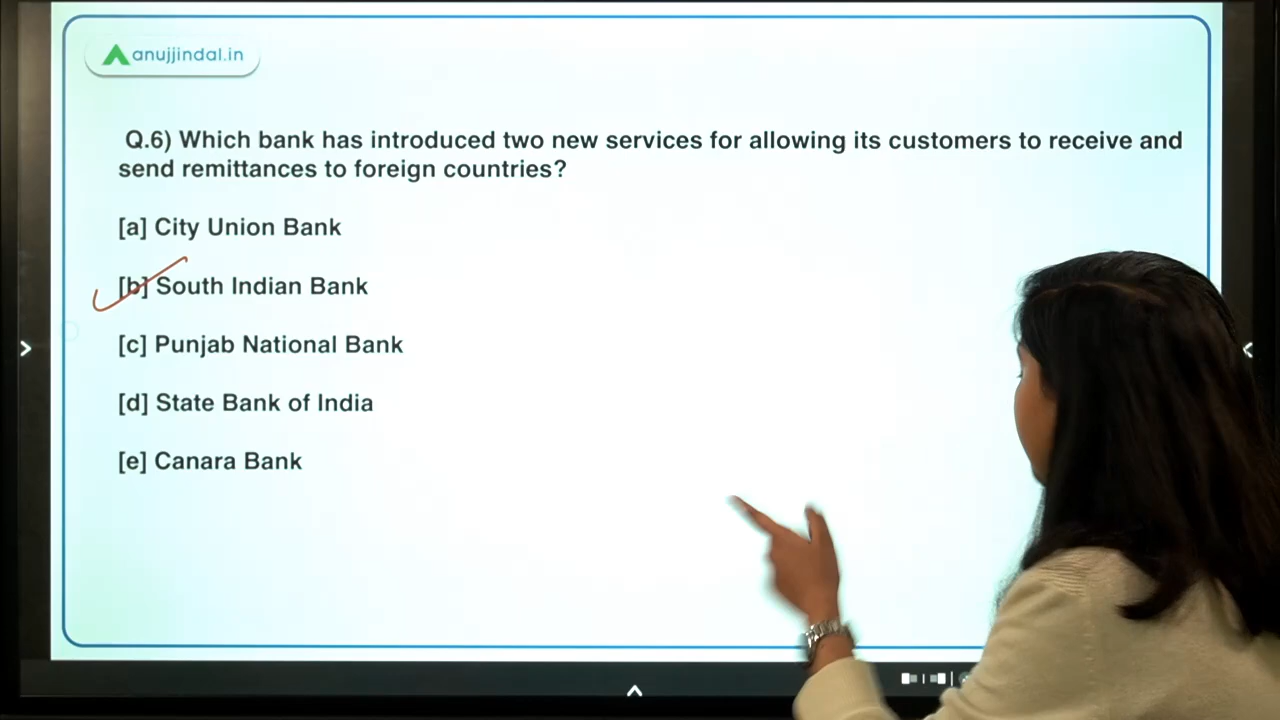 anujjindal.in
Q.6) Which bank has introduced two new services for allowing its customers to receive and
send remittances to foreign countries?
[a] City Union Bank
[b] South Indian Bank
[c] Punjab National Bank
[d] State Bank of India
[e] Canara Bank